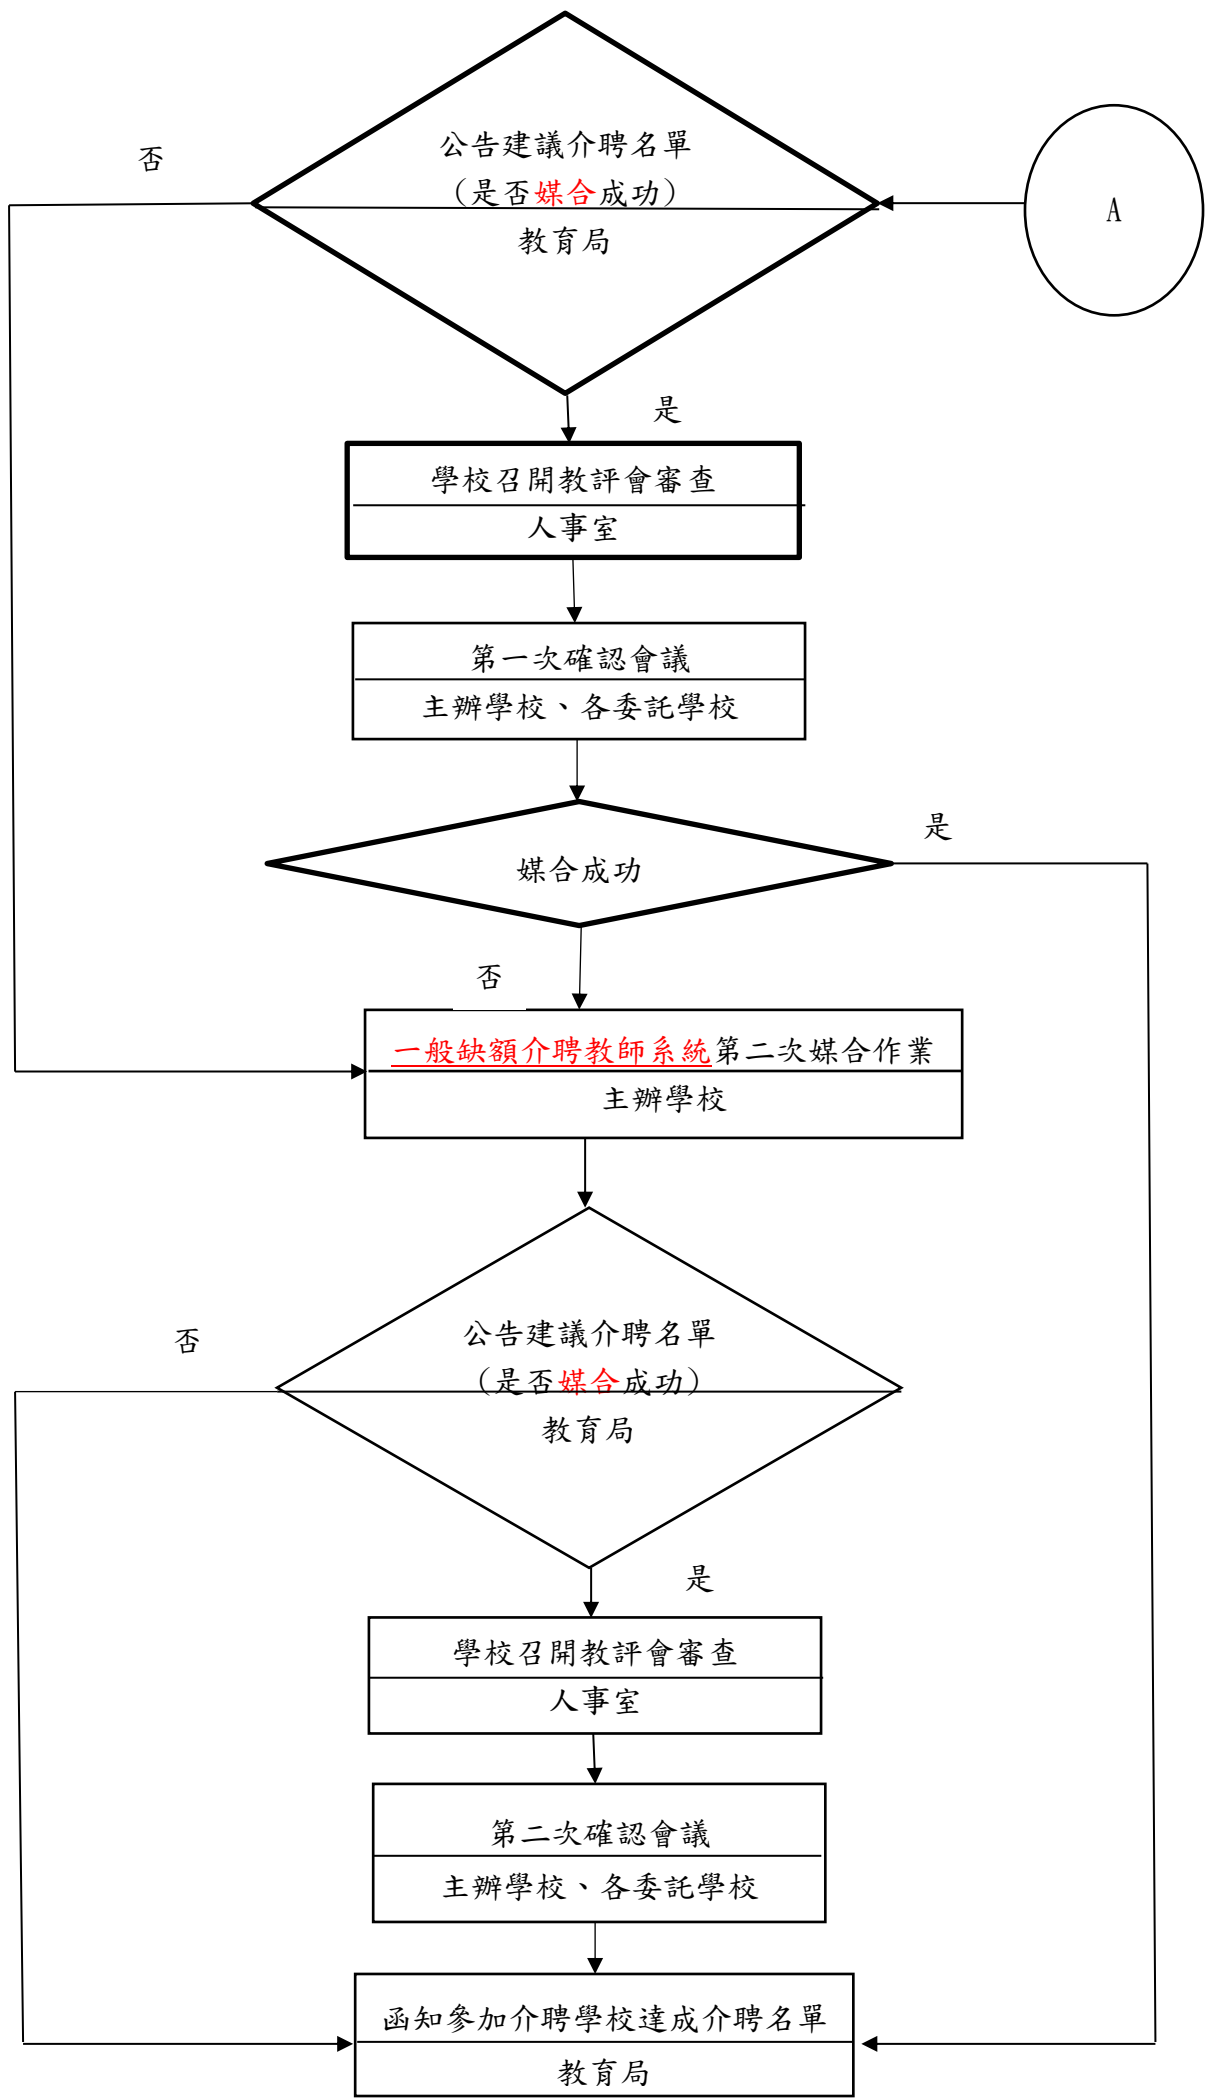 公告建議介聘名單
否
（是否媒合成功）
A
教育局
是
學校召開教評會審查
人事室
第一次確認會議
主辦學校、各委託學校
是
媒合成功
否
一般缺額介聘教師系統第二次媒合作業
主辦學校
公告建議介聘名單
否
（是否媒合成功）
教育局
是
學校召開教評會審查
人事室
第二次確認會議
主辦學校、各委託學校
函知參加介聘學校達成介聘名單
教育局